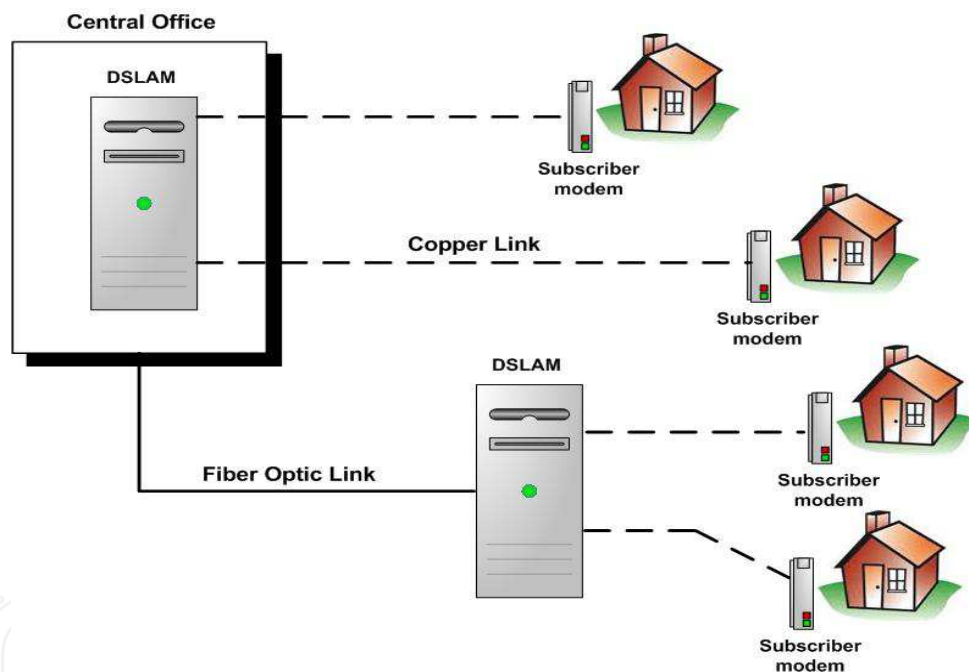 Central Office
DSLAM
Subscriber
modem
Copper Link
Subscriber
modem
DSLAM
Fiber Optic Link
Subscriber
modem
Subscriber
modem